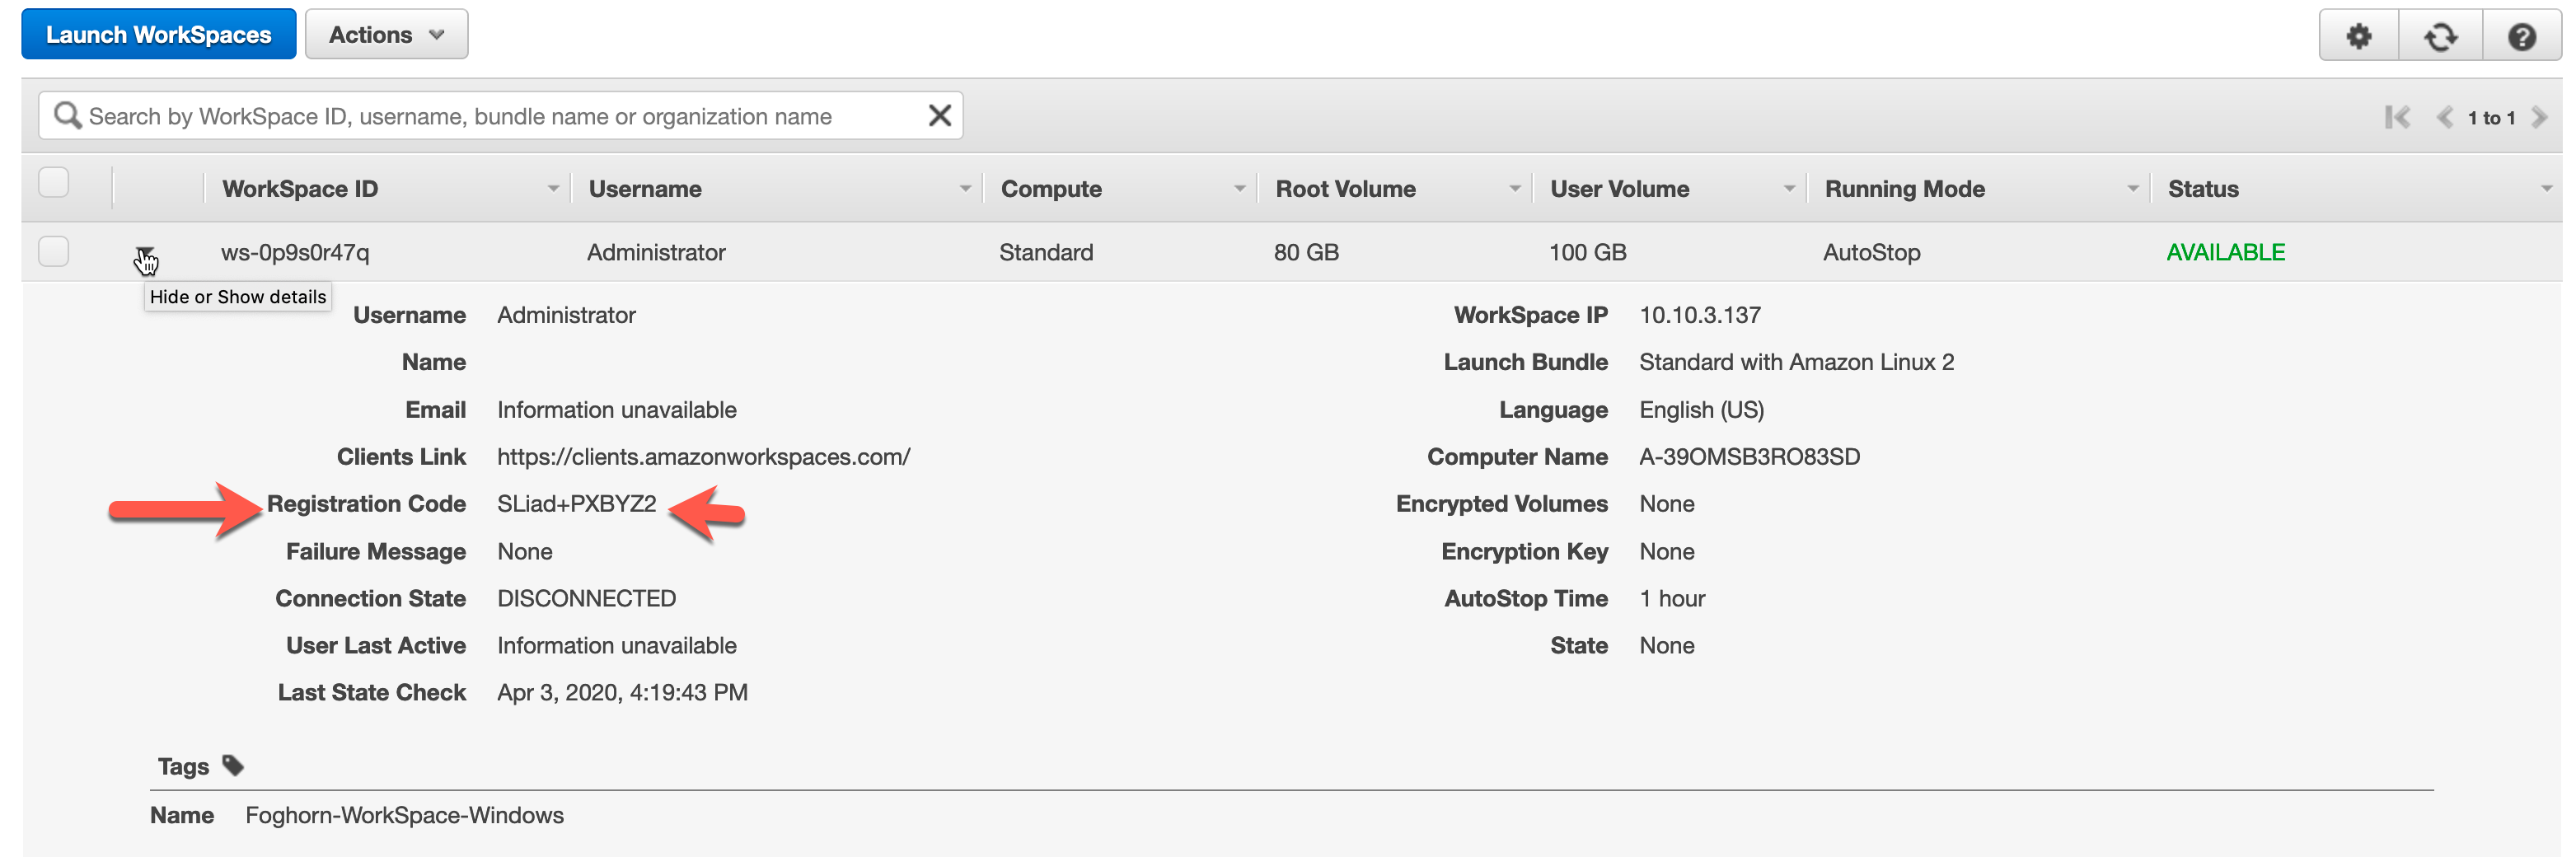 Launch WorkSpaces Actions
Search by WorkSpace ID, username, bundle name or organization name 1 to 1
WorkSpace ID Username Compute Root Volume User Volume Running Mode Status
ws-0p9s0r47q Administrator Standard 80 GB 100 GB AutoStop AVAILABLE
Hide or Show details
Username Administrator WorkSpace IP 10.10.3.137
Name Launch Bundle Standard with Amazon Linux 2
Email Information unavailable Language English (US)
Clients Link https://clients.amazonworkspaces.com/ Computer Name A-39OMSB3RO83SD
Registration Code SLiad+PXBYZ2 Encrypted Volumes None
Failure Message None Encryption Key None
Connection State DISCONNECTED AutoStop Time 1 hour
User Last Active Information unavailable State None
Last State Check Apr 3, 2020, 4:19:43 PM
Tags
Name Foghorn-WorkSpace-Windows